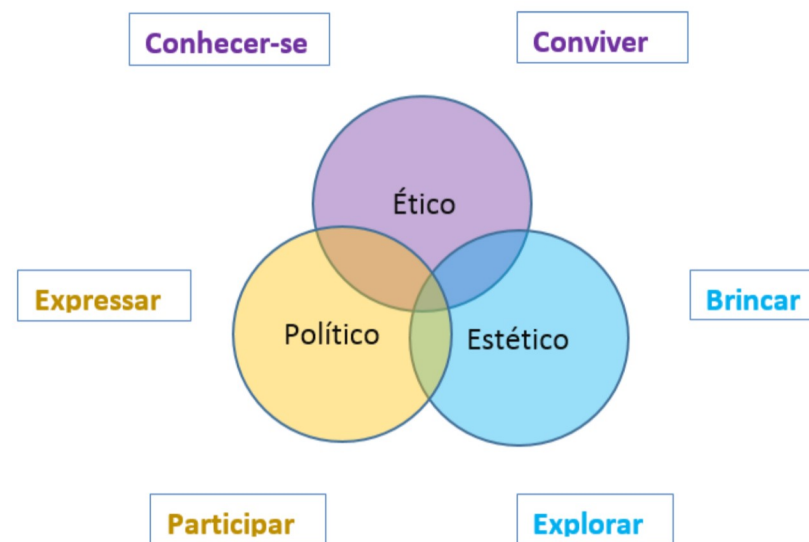 Conhecer-se
Conviver
Ético
Expressar
Brincar
Político
Estético
Participar
Explorar